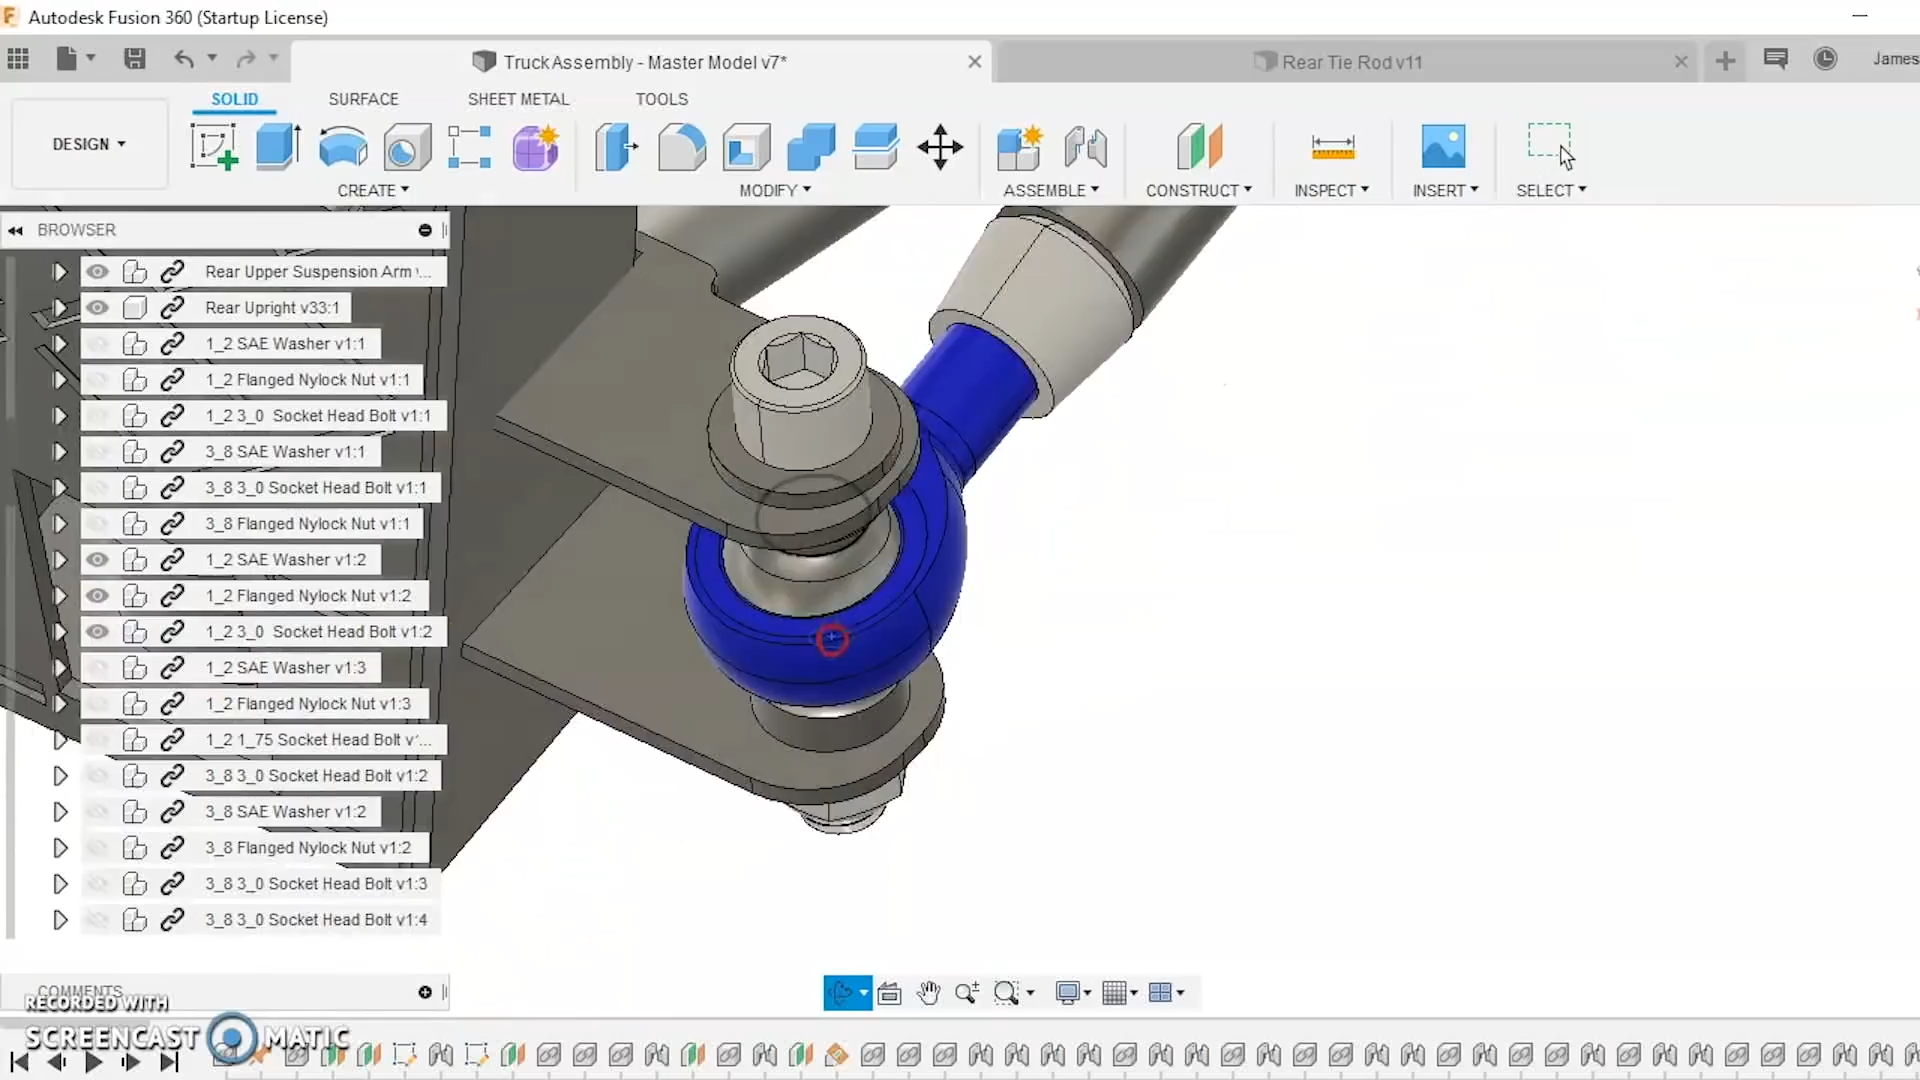 Autodesk Fusion 360 (Startup License)
TruckAssembly - Master Model v7*
Rear Tie Rod v11
James
SOLID
SURFACE
SHEET METAL
TOOLS
DESIGN
CREATE
MODIFY
ASSEMBLE
CONSTRUCT
INSPECT
INSERT
SELECT
BROWSER
Rear Upper Suspension Arm ...
Rear Upright v33:1
1_2 SAE Washer v1:1
1_2 Flanged Nylock Nut v1:1
1_2 3_0 Socket Head Bolt v1:1
3_8 SAE Washer v1:1
3_8 3_0 Socket Head Bolt v1:1
3_8 Flanged Nylock Nut v1:1
1_2 SAE Washer v1:2
1_2 Flanged Nylock Nut v1:2
1_2 3_0 Socket Head Bolt v1:2
1_2 SAE Washer v1:3
1_2 Flanged Nylock Nut v1:3
1_2 1_75 Socket Head Bolt v...
3_8 3_0 Socket Head Bolt v1:2
3_8 SAE Washer v1:2
3_8 Flanged Nylock Nut v1:2
3_8 3_0 Socket Head Bolt v1:3
3_8 3_0 Socket Head Bolt v1:4
COMMENTS
RECORDED WITH
SCREENCAST MATIC